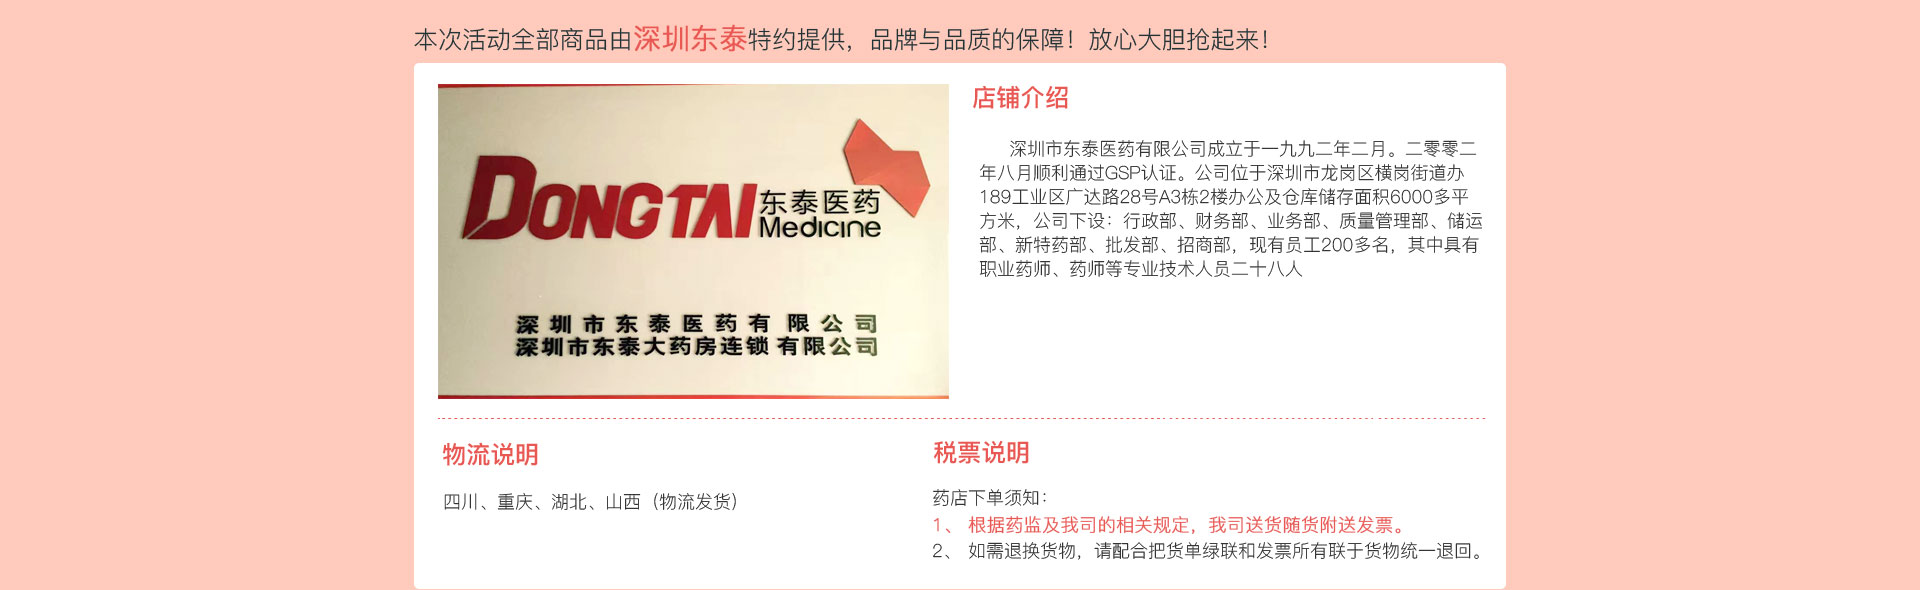 本次活动全部商品由深圳东泰特约提供，品牌与品质的保障！放心大胆抢起来！
DONGTAI 东泰医药
Medicine
深圳市东泰医药有限公司
深圳市东泰大药房连锁有限公司
店铺介绍
深圳市东泰医药有限公司成立于一九九二年二月。二零零二
年八月顺利通过GSP认证。公司位于深圳市龙岗区横岗街道办
189工业区广达路28号A3栋2楼办公及仓库储存面积6000多平
方米，公司下设：行政部、财务部、业务部、质量管理部、储运
部、新特药部、批发部、招商部，现有员工200多名，其中具有
职业药师、药师等专业技术人员二十八人
物流说明
四川、重庆、湖北、山西（物流发货）
税票说明
药店下单须知：
1、 根据药监及我司的相关规定，我司送货随货附送发票。
2、 如需退换货物，请配合把货单绿联和发票所有联于货物统一退回。